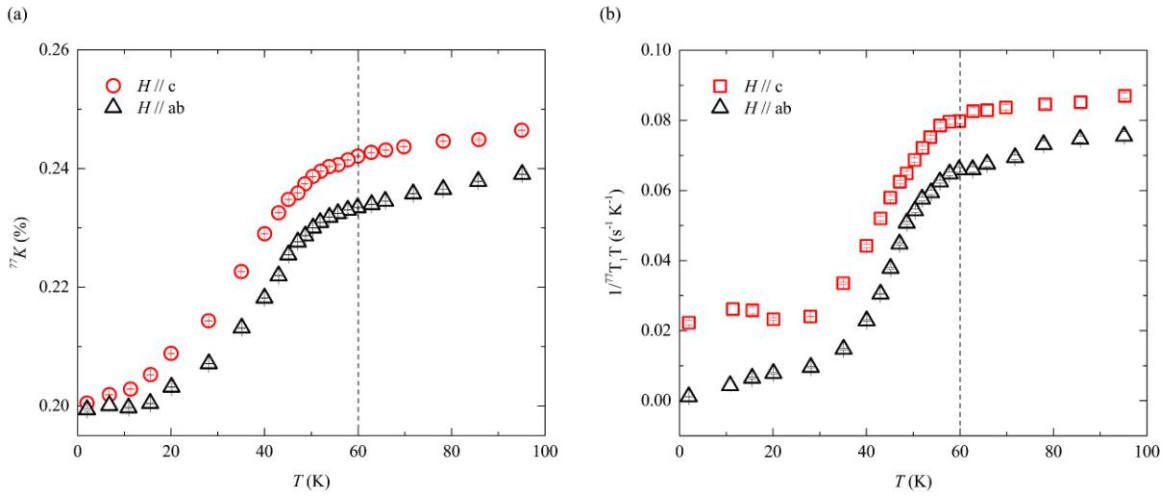 (a)
(b)
0.26
H // c
H // ab
0.24
⁷⁷K (%)
0.22
0.20
0 20 40 60 80 100
T (K)
0.10
H // c
H // ab
0.08
0.06
1/⁷⁷T₁T (s⁻¹ K⁻¹)
0.04
0.02
0.00
0 20 40 60 80 100
T (K)